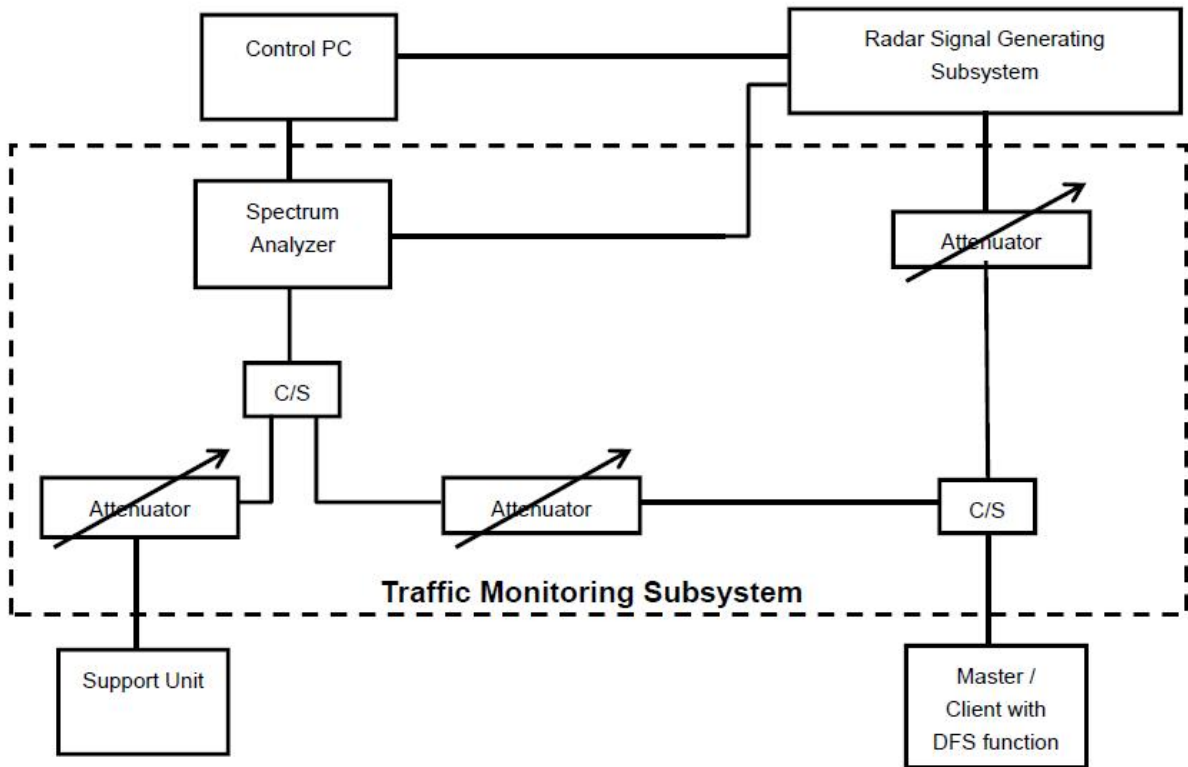 Control PC
Radar Signal Generating
Subsystem
Spectrum
Analyzer
Attenuator
C/S
Attenuator
Attenuator
C/S
Traffic Monitoring Subsystem
Support Unit
Master /
Client with
DFS function